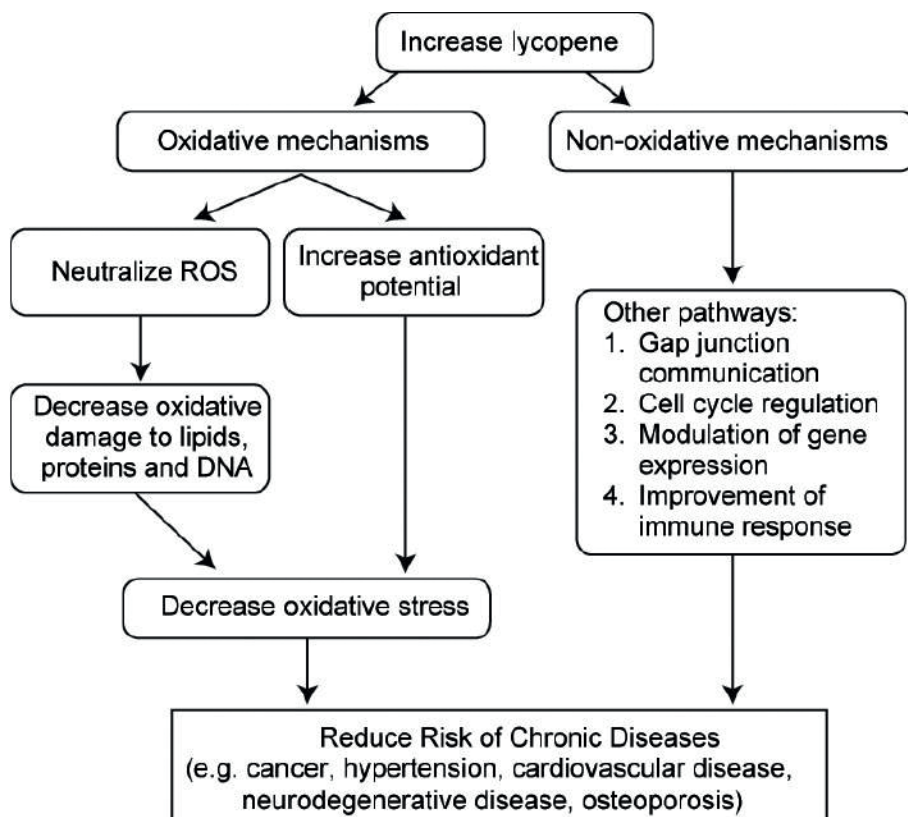 Increase lycopene
Oxidative mechanisms
Non-oxidative mechanisms
Neutralize ROS
Increase antioxidant
potential
Other pathways:
1. Gap junction
communication
2. Cell cycle regulation
3. Modulation of gene
expression
4. Improvement of
immune response
Decrease oxidative
damage to lipids,
proteins and DNA
Decrease oxidative stress
Reduce Risk of Chronic Diseases
(e.g. cancer, hypertension, cardiovascular disease,
neurodegenerative disease, osteoporosis)